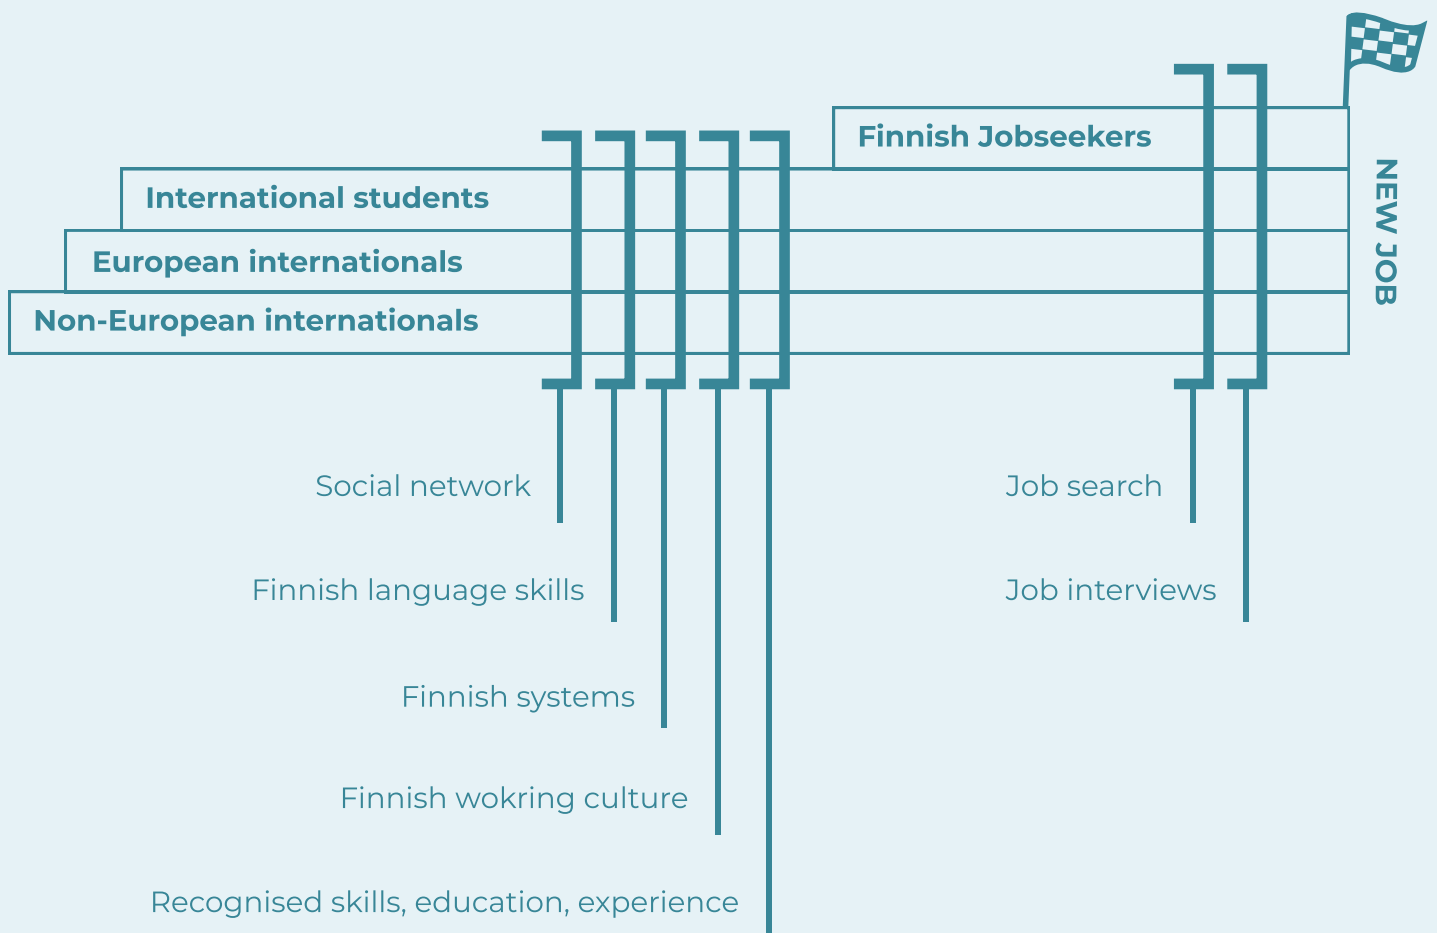 Finnish Jobseekers
International students
European internationals
Non-European internationals
NEW JOB
Social network
Finnish language skills
Finnish systems
Finnish wokring culture
Recognised skills, education, experience
Job search
Job interviews